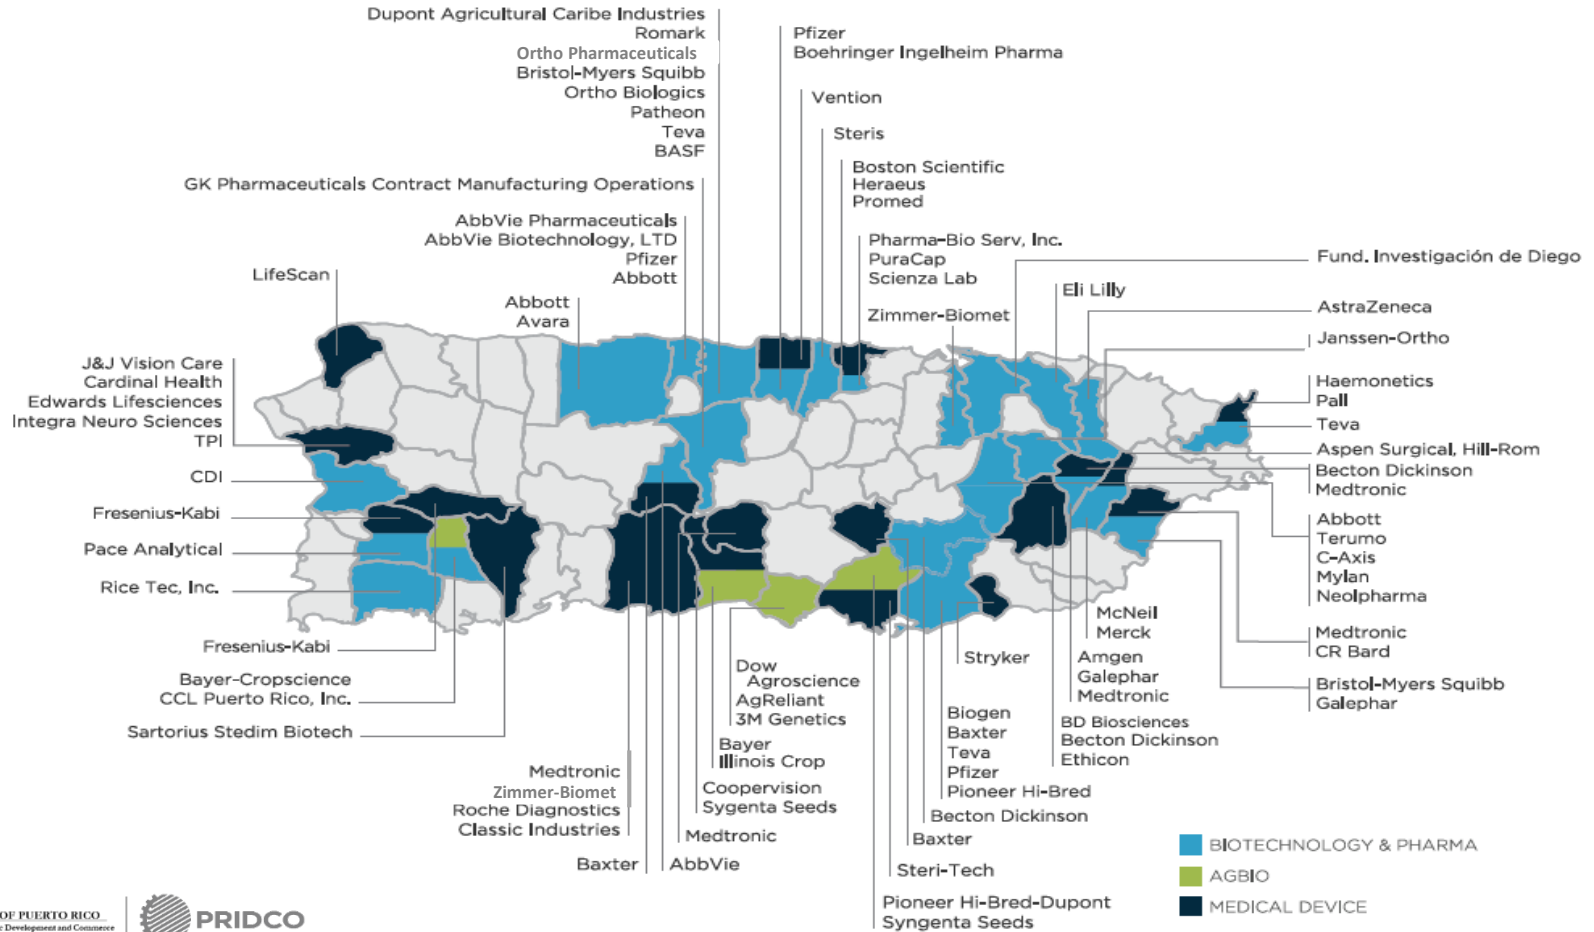 Dupont Agricultural Caribe Industries
Romark
Ortho Pharmaceuticals
Bristol-Myers Squibb
Ortho Biologics
Patheon
Teva
BASF
GK Pharmaceuticals Contract Manufacturing Operations
AbbVie Pharmaceuticals
AbbVie Biotechnology, LTD
Pfizer
Abbott
Abbott
Avara
LifeScan
Pfizer
Boehringer Ingelheim Pharma
Vention
Steris
Boston Scientific
Heraeus
Promed
Pharma-Bio Serv, Inc.
PuraCap
Scienza Lab
Zimmer-Biomet
Eli Lilly
Fund. Investigación de Diego
AstraZeneca
Janssen-Ortho
Haemonetics
Pall
Teva
Aspen Surgical, Hill-Rom
Becton Dickinson
Medtronic
Abbott
Terumo
C-Axis
Mylan
Neolpharma
Medtronic
CR Bard
Bristol-Myers Squibb
Galephar
J&J Vision Care
Cardinal Health
Edwards Lifesciences
Integra Neuro Sciences
TPI
CDI
Fresenius-Kabi
Pace Analytical
Rice Tec, Inc.
Fresenius-Kabi
Bayer-Cropscience
CCL Puerto Rico, Inc.
Sartorius Stedim Biotech
Medtronic
Zimmer-Biomet
Roche Diagnostics
Classic Industries
Baxter
AbbVie
Medtronic
Coopervision
Sygenta Seeds
Bayer
Illinois Crop
Dow
Agroscience
AgReliant
3M Genetics
Stryker
McNeil
Merck
Amgen
Galephar
Medtronic
BD Biosciences
Becton Dickinson
Ethicon
Biogen
Baxter
Teva
Pfizer
Pioneer Hi-Bred
Becton Dickinson
Baxter
Steri-Tech
Pioneer Hi-Bred-Dupont
Syngenta Seeds
BIOTECHNOLOGY & PHARMA
AGBIO
MEDICAL DEVICE
OF PUERTO RICO
Development and Commerce
PRIDCO